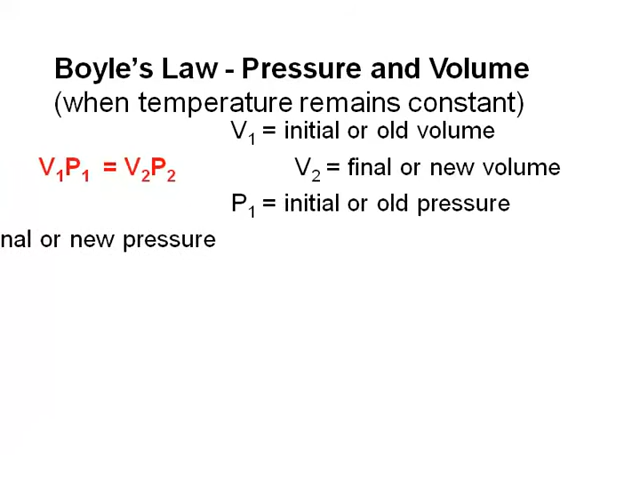 Boyle's Law - Pressure and Volume
(when temperature remains constant)
V₁ = initial or old volume
V₁P₁ = V₂P₂ V₂ = final or new volume
P₁ = initial or old pressure
nal or new pressure